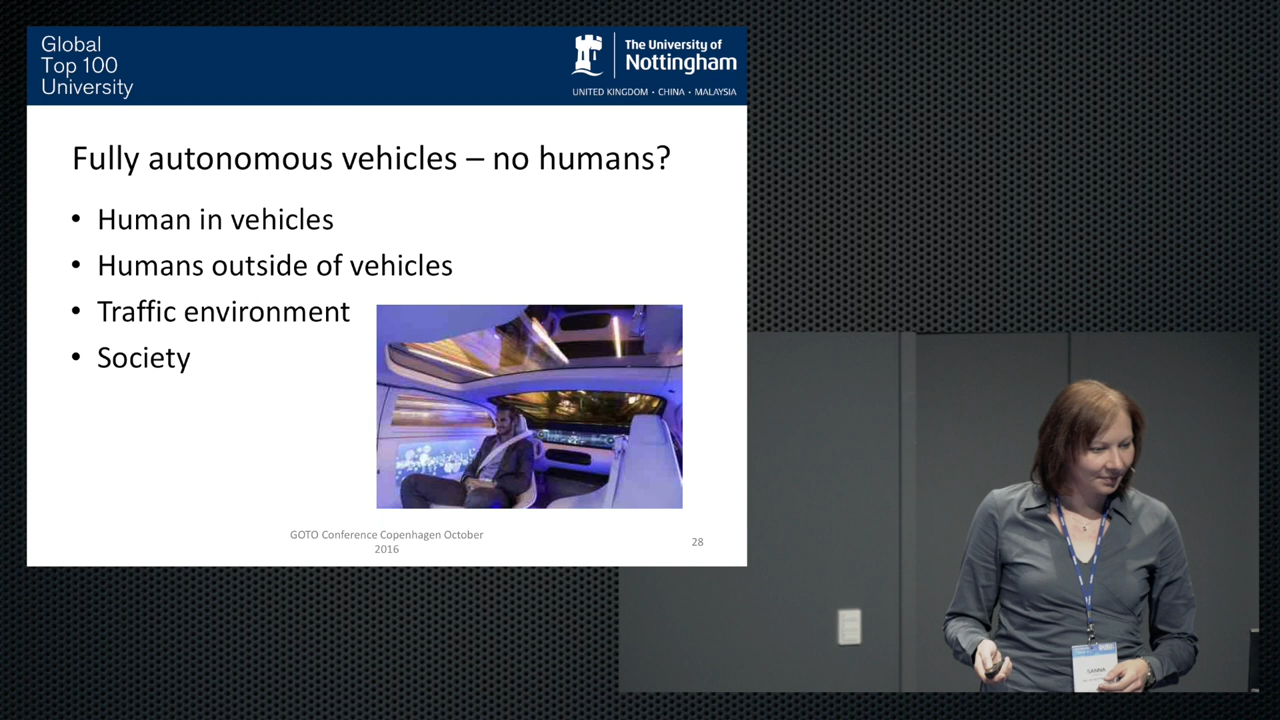 Global
Top 100
University
The University of
Nottingham
UNITED KINGDOM • CHINA • MALAYSIA
Fully autonomous vehicles – no humans?
• Human in vehicles
• Humans outside of vehicles
• Traffic environment
• Society
GOTO Conference Copenhagen October
2016
28
SANNA